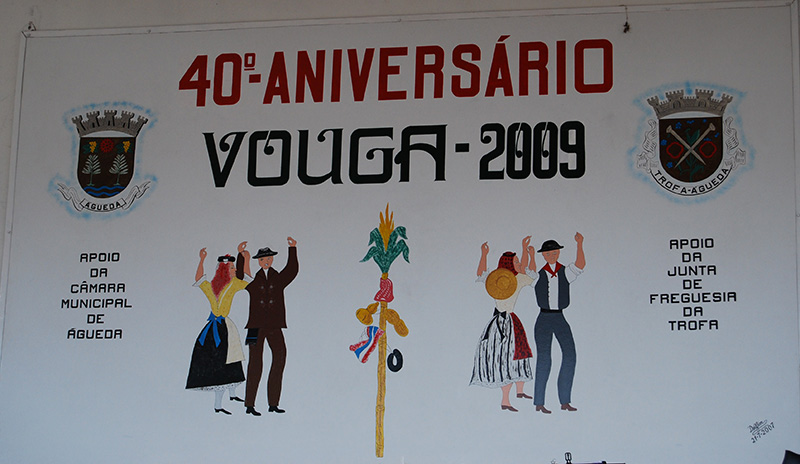 40º-ANIVERSÁRIO
VOUGA-2009
ÁGUEDA
TROFA-ÁGUEDA
APOIO
DA
CÂMARA
MUNICIPAL
DE
ÁGUEDA
APOIO
DA
JUNTA
DE
FREGUESIA
DA
TROFA